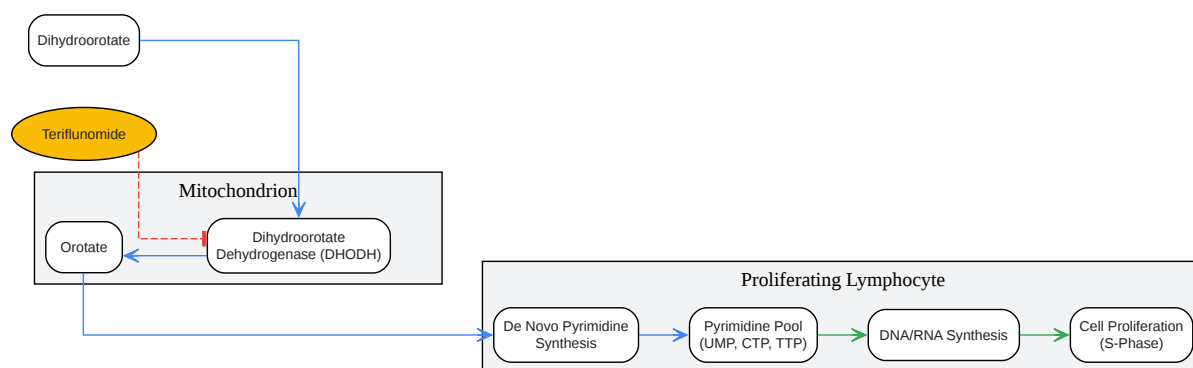 Dihydroorotate
Teriflunomide
Mitochondrion
Orotate
Dihydroorotate
Dehydrogenase (DHODH)
Proliferating Lymphocyte
De Novo Pyrimidine
Synthesis
Pyrimidine Pool
(UMP, CTP, TTP)
DNA/RNA Synthesis
Cell Proliferation
(S-Phase)